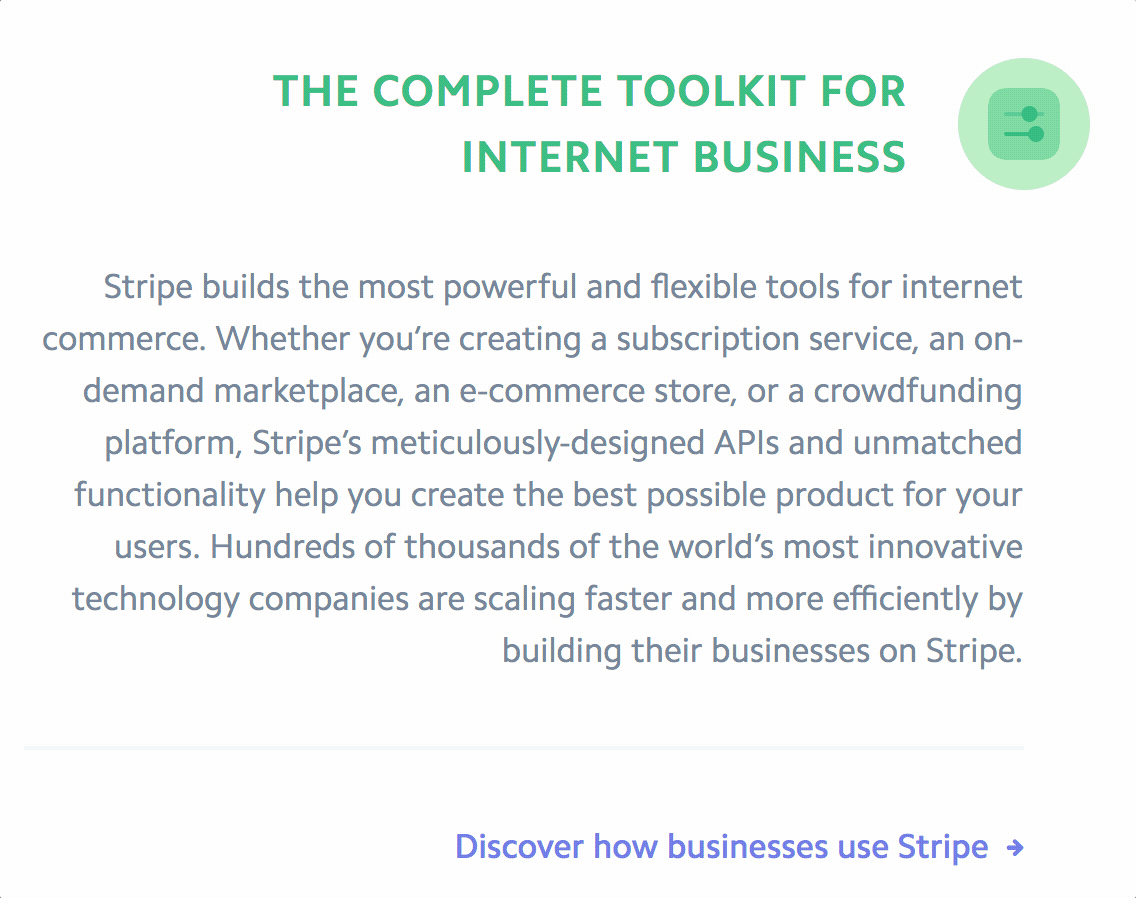 THE COMPLETE TOOLKIT FOR
INTERNET BUSINESS
Stripe builds the most powerful and flexible tools for internet
commerce. Whether you’re creating a subscription service, an on-
demand marketplace, an e-commerce store, or a crowdfunding
platform, Stripe’s meticulously-designed APIs and unmatched
functionality help you create the best possible product for your
users. Hundreds of thousands of the world’s most innovative
technology companies are scaling faster and more efficiently by
building their businesses on Stripe.
Discover how businesses use Stripe →